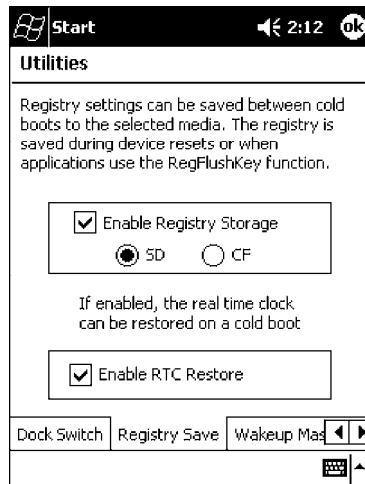 Start 2:12 ok
Utilities
Registry settings can be saved between cold
boots to the selected media. The registry is
saved during device resets or when
applications use the RegFlushKey function.
Enable Registry Storage
SD CF
If enabled, the real time clock
can be restored on a cold boot
Enable RTC Restore
Dock Switch Registry Save Wakeup Mas